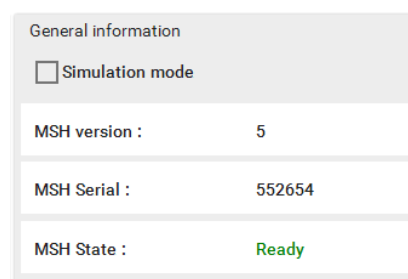 General information
Simulation mode
MSH version : 5
MSH Serial : 552654
MSH State : Ready